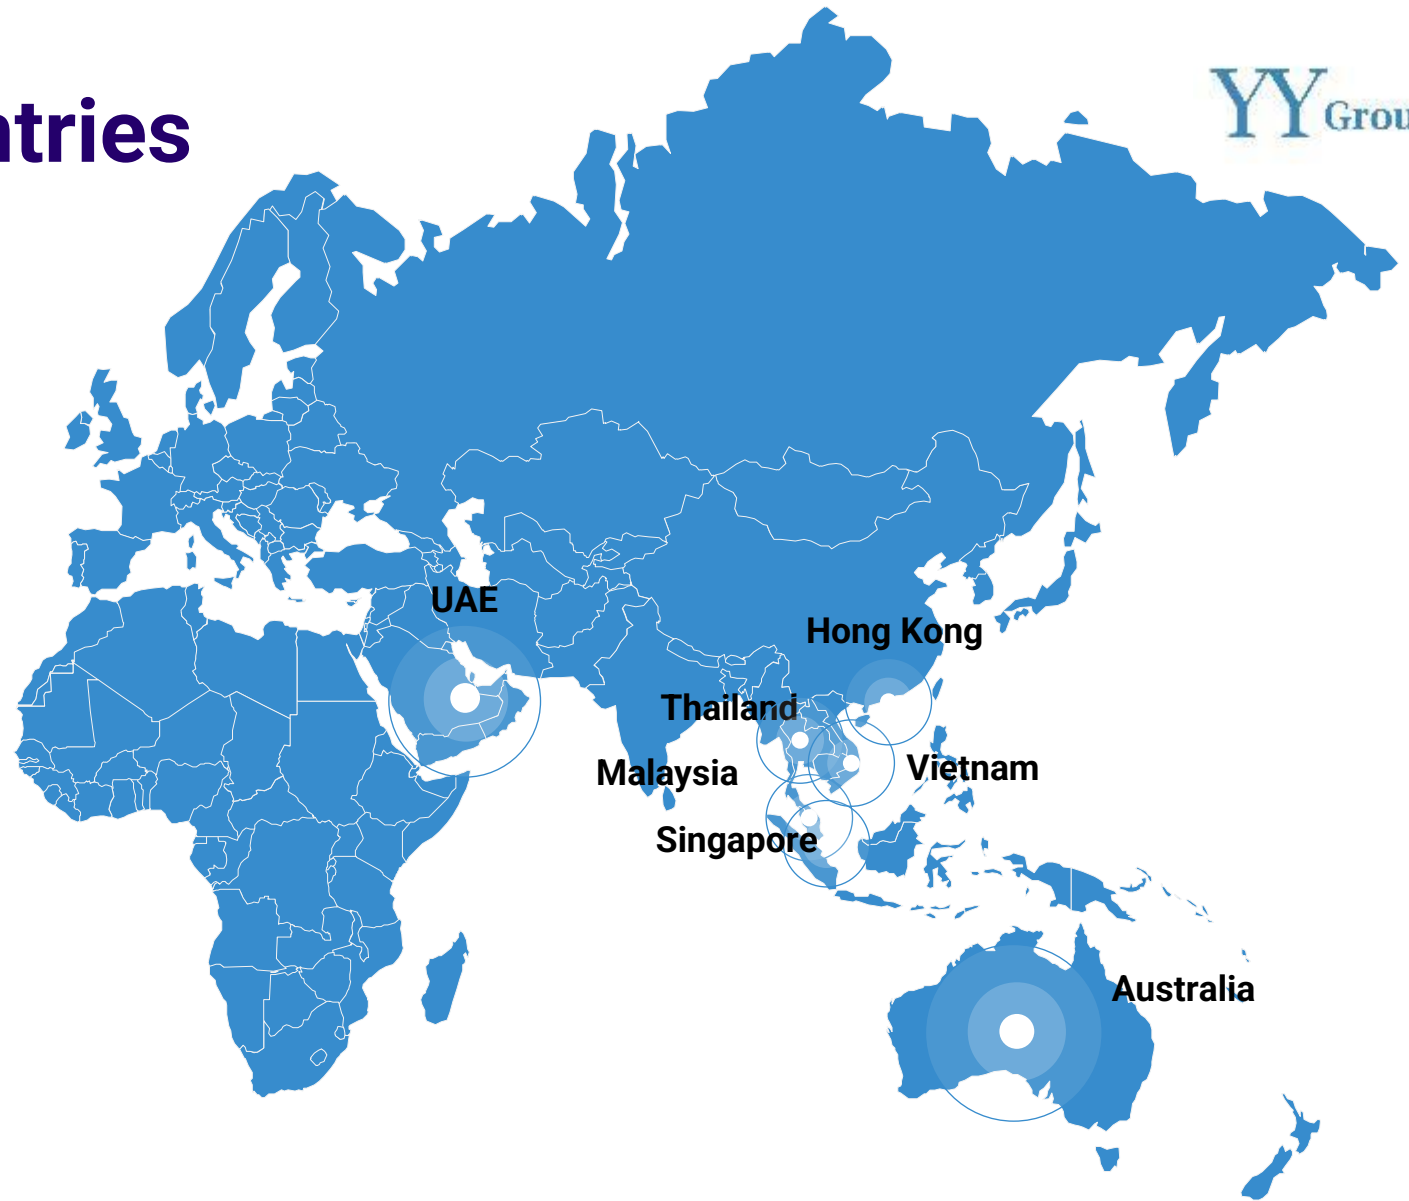 ntries
YY Grou
UAE
Hong Kong
Thailand
Malaysia
Vietnam
Singapore
Australia